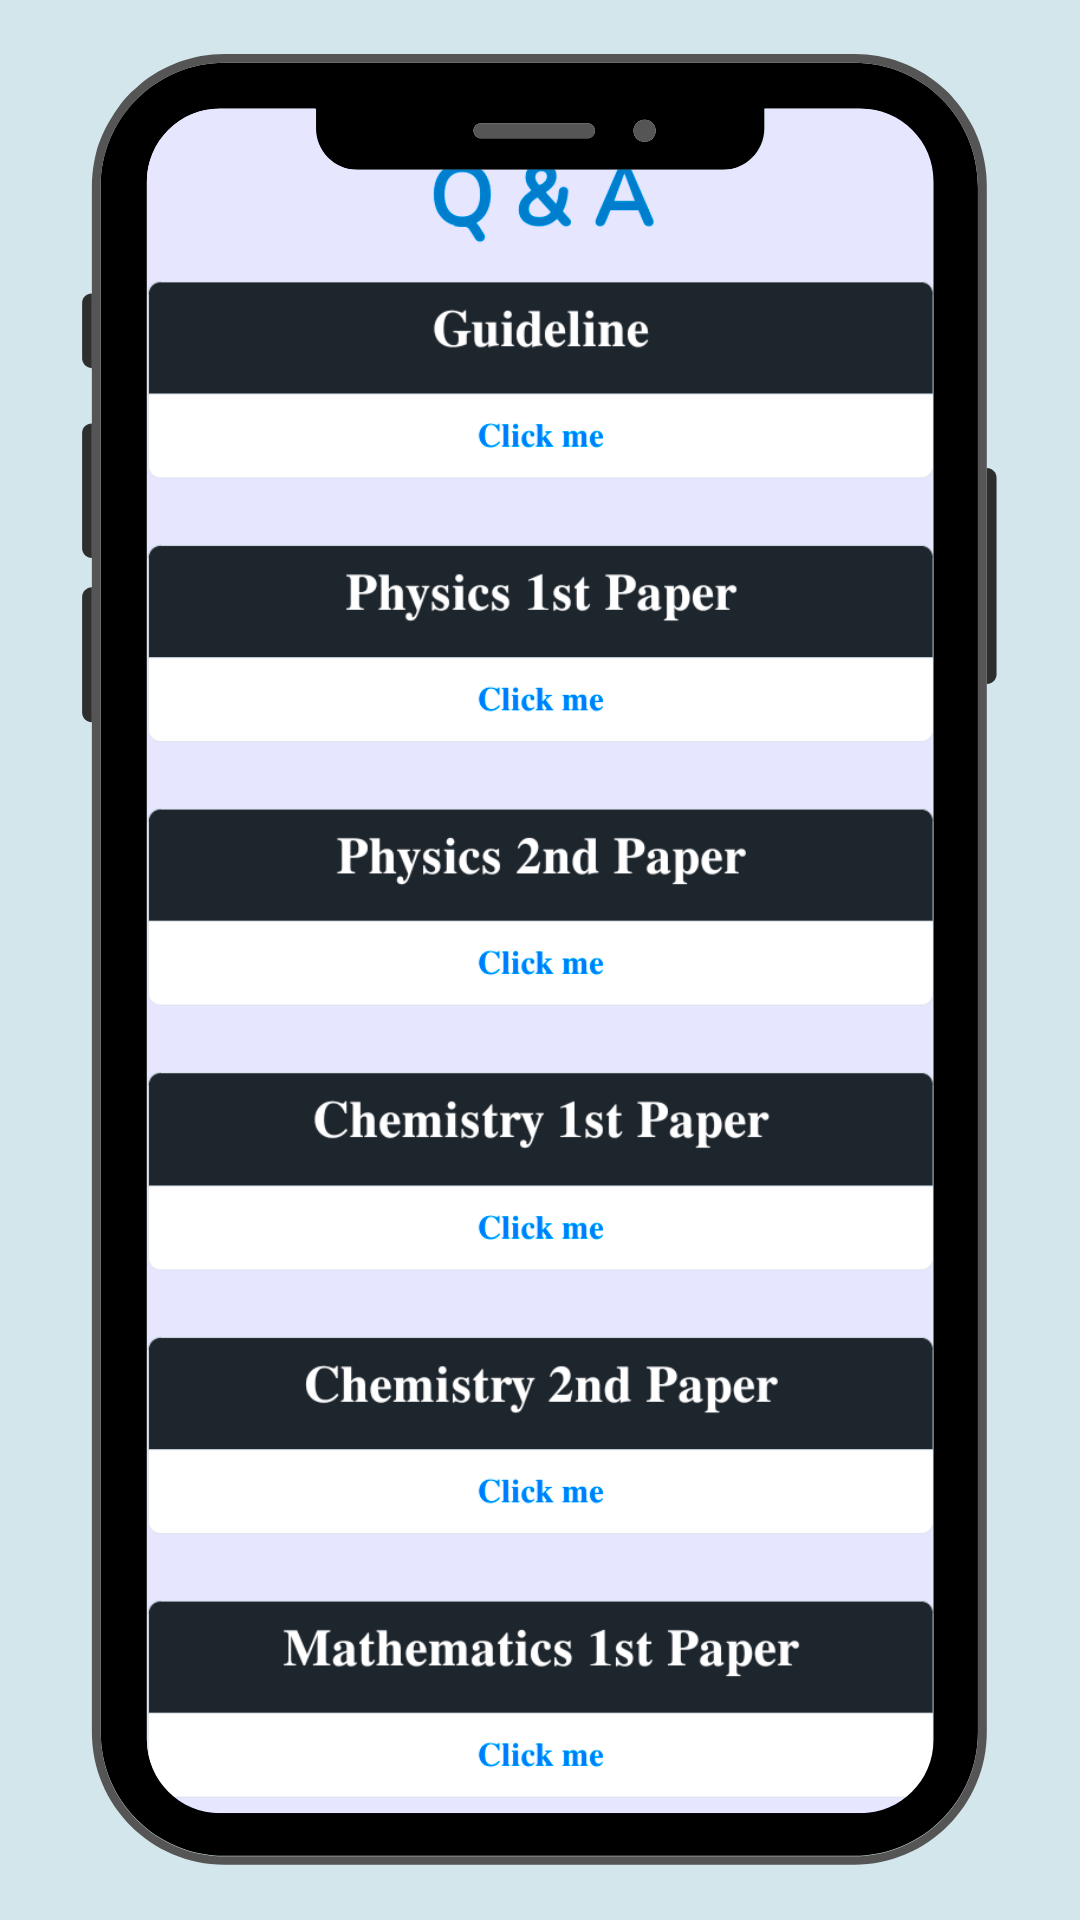 Q & A
Guideline
Click me
Physics 1st Paper
Click me
Physics 2nd Paper
Click me
Chemistry 1st Paper
Click me
Chemistry 2nd Paper
Click me
Mathematics 1st Paper
Click me